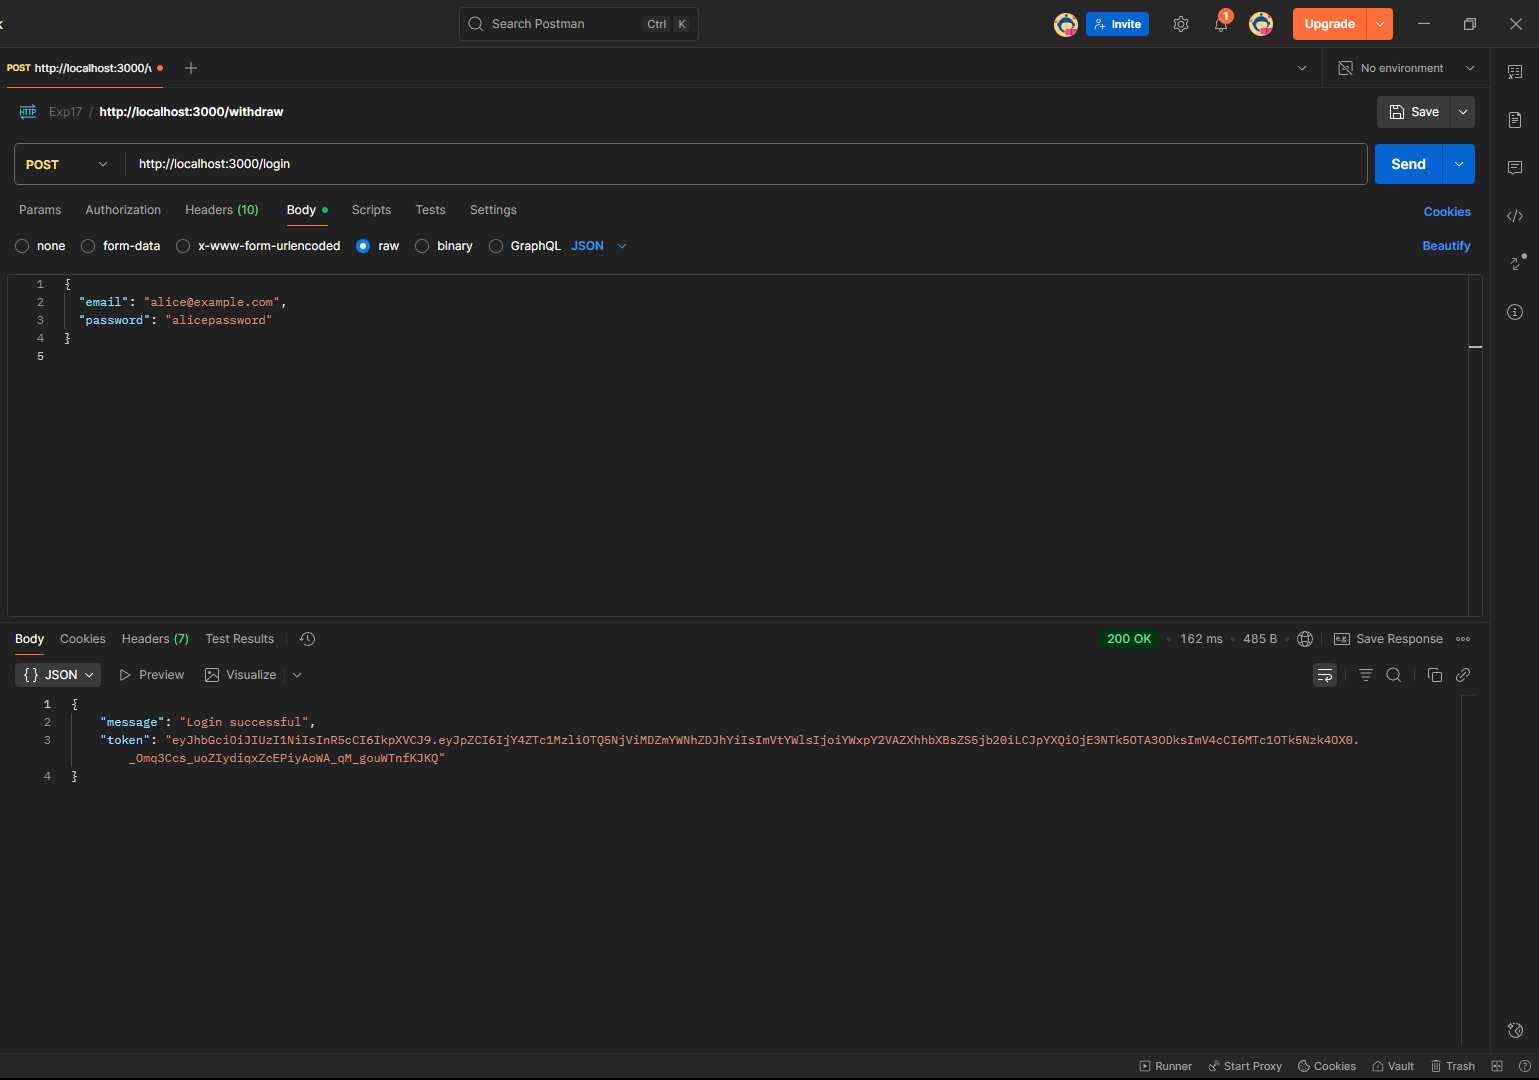 Search Postman Ctrl K
Invite
1
Upgrade
POST http://localhost:3000/
No environment
HTTP Exp17 / http://localhost:3000/withdraw
Save
POST http://localhost:3000/login
Send
Params Authorization Headers (10) Body Scripts Tests Settings
Cookies
none form-data x-www-form-urlencoded raw binary GraphQL JSON
Beautify
1 {
2 "email": "alice@example.com",
3 "password": "alicepassword"
4 }
5
Body Cookies Headers (7) Test Results
200 OK 162 ms 485 B e.g. Save Response
{} JSON Preview Visualize
1 {
2 "message": "Login successful",
3 "token": "eyJhbGciOiJIUzI1NiIsInR5cCI6IkpXVCJ9.eyJpZCI6IjY4ZTc1MzliOTQ5NjViMDZmYWNhZDJhYiIsImVtYWlsIjoiYWxpY2VAZXhhbXBsZS5jb20iLCJpYXQiOjE3NTk5OTA3ODksImV4cCI6MTc1OTk5Nzk4OX0.
_Omq3Ccs_uoZIydiqxZcEPiyAoWA_qM_gouWTnfKJKQ"
4 }
Runner Start Proxy Cookies Vault Trash